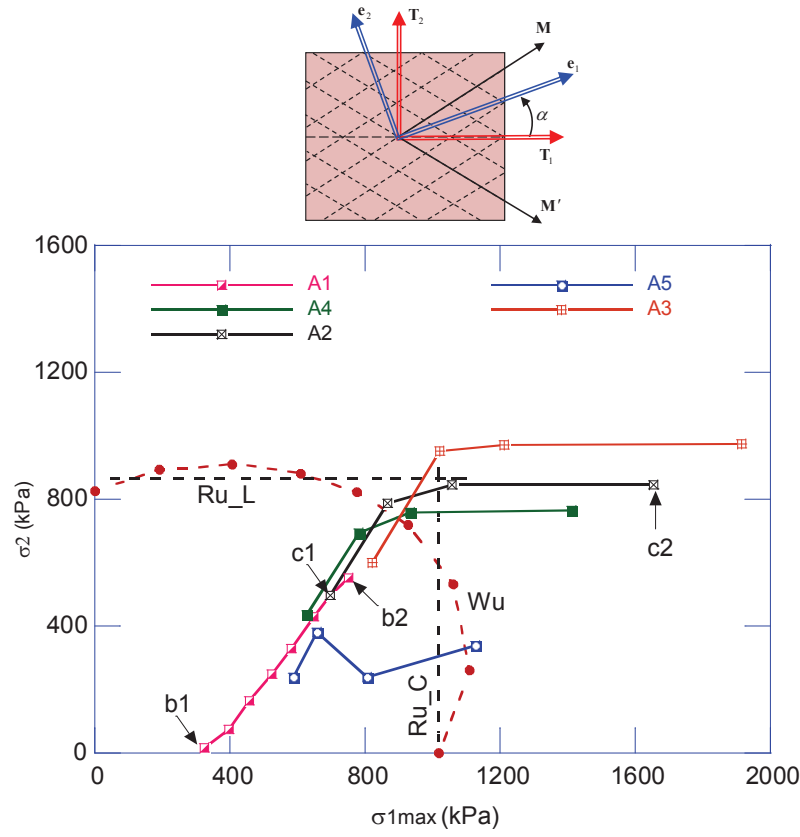 e2
T2
M
e1
α
T1
M′
1600
A1
A5
A4
A3
A2
1200
σ2 (kPa)
800
Ru_L
c1
c2
b2
Wu
400
Ru_C
b1
0
0
400
800
1200
1600
2000
σ1max (kPa)